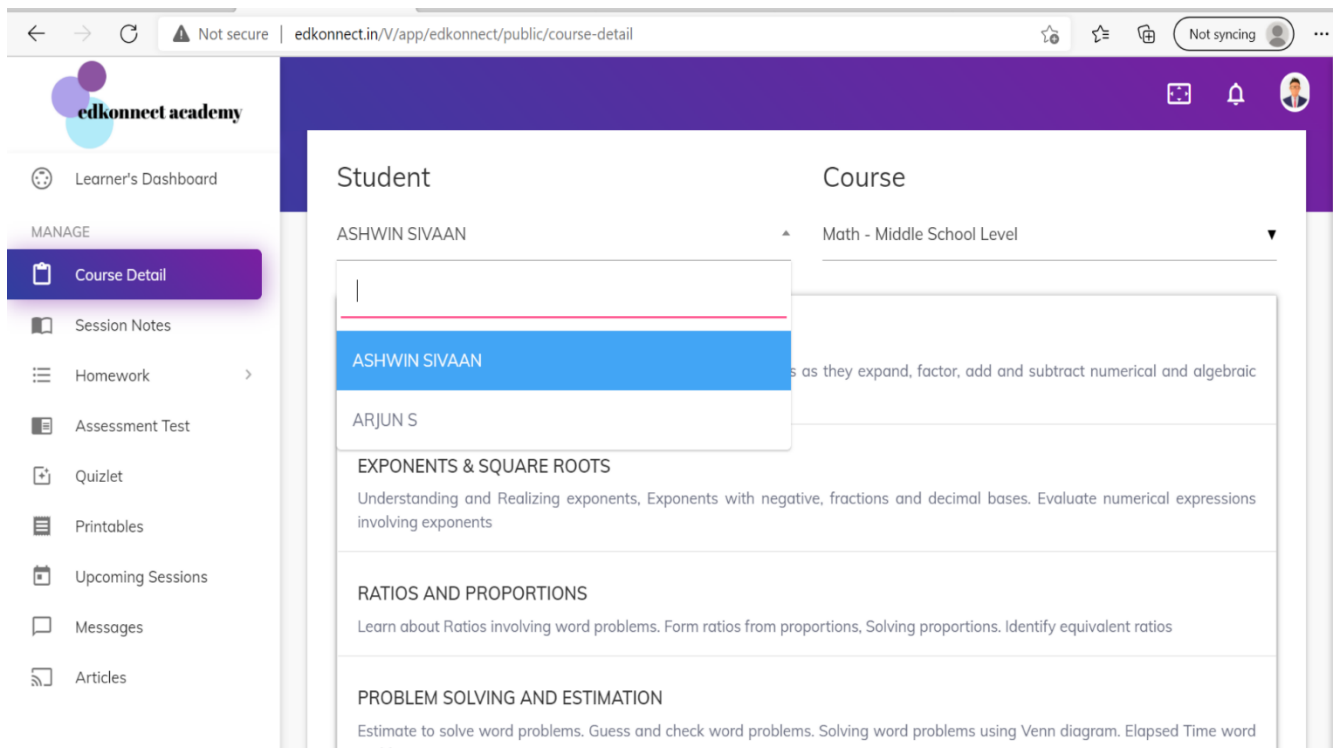 Not secure | edkonnect.in/V/app/edkonnect/public/course-detail
Not syncing
edkonnect academy
Learner's Dashboard
MANAGE
Course Detail
Session Notes
Homework
Assessment Test
Quizlet
Printables
Upcoming Sessions
Messages
Articles
Student
Course
ASHWIN SIVAAN
Math - Middle School Level
ASHWIN SIVAAN
ARJUN S
as they expand, factor, add and subtract numerical and algebraic
EXPONENTS & SQUARE ROOTS
Understanding and Realizing exponents, Exponents with negative, fractions and decimal bases. Evaluate numerical expressions
involving exponents
RATIOS AND PROPORTIONS
Learn about Ratios involving word problems. Form ratios from proportions, Solving proportions. Identify equivalent ratios
PROBLEM SOLVING AND ESTIMATION
Estimate to solve word problems. Guess and check word problems. Solving word problems using Venn diagram. Elapsed Time word